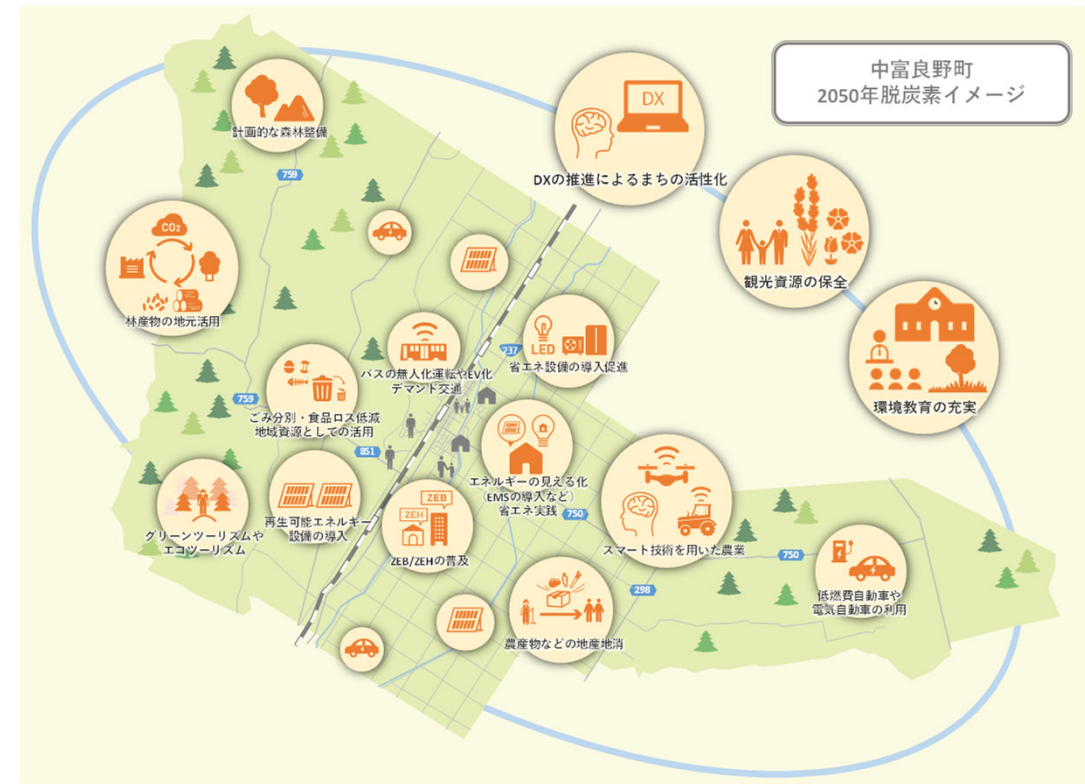 中富良野町
2050年脱炭素イメージ
DX
DXの推進によるまちの活性化
計画的な森林整備
759
観光資源の保全
CO₂
林産物の地元活用
バスの無人化運転やEV化
デマンド交通
237
LED
省エネ設備の導入促進
環境教育の充実
759
ごみ分別・食品ロス低減
地域資源としての活用
851
エネルギーの見える化
（EMSの導入など）
省エネ実践
750
グリーンツーリズムや
エコツーリズム
再生可能エネルギー
設備の導入
ZEB
ZEH
ZEB/ZEHの普及
スマート技術を用いた農業
750
低燃費自動車や
電気自動車の利用
298
農産物などの地産地消